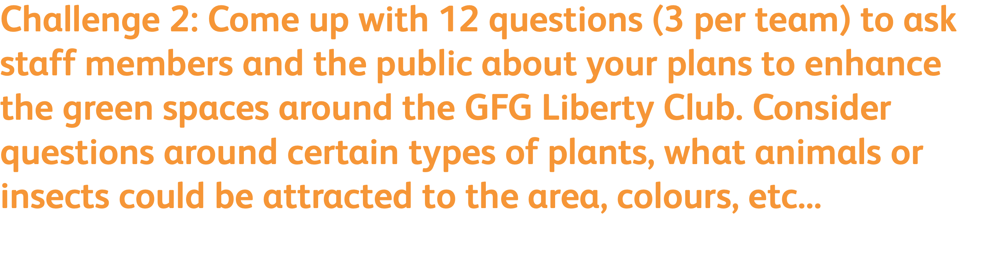 Challenge 2: Come up with 12 questions (3 per team) to ask
staff members and the public about your plans to enhance
the green spaces around the GFG Liberty Club. Consider
questions around certain types of plants, what animals or
insects could be attracted to the area, colours, etc...